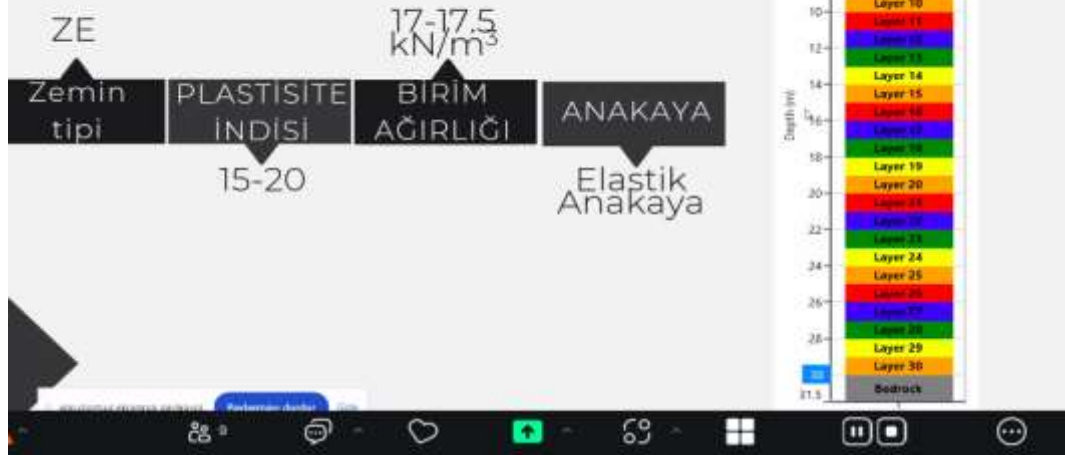 ZE
17-17.5
kN/m³
Zemin
tipi
PLASTİSİTE
İNDİSİ
BİRİM
AĞIRLIĞI
ANAKAYA
15-20
Elastik
Anakaya
Depth (m)
10
12
14
16
18
20
22
24
26
28
30
31.5
Layer 10
Layer 11
Layer 12
Layer 13
Layer 14
Layer 15
Layer 16
Layer 17
Layer 18
Layer 19
Layer 20
Layer 21
Layer 22
Layer 23
Layer 24
Layer 25
Layer 26
Layer 27
Layer 28
Layer 29
Layer 30
Bedrock